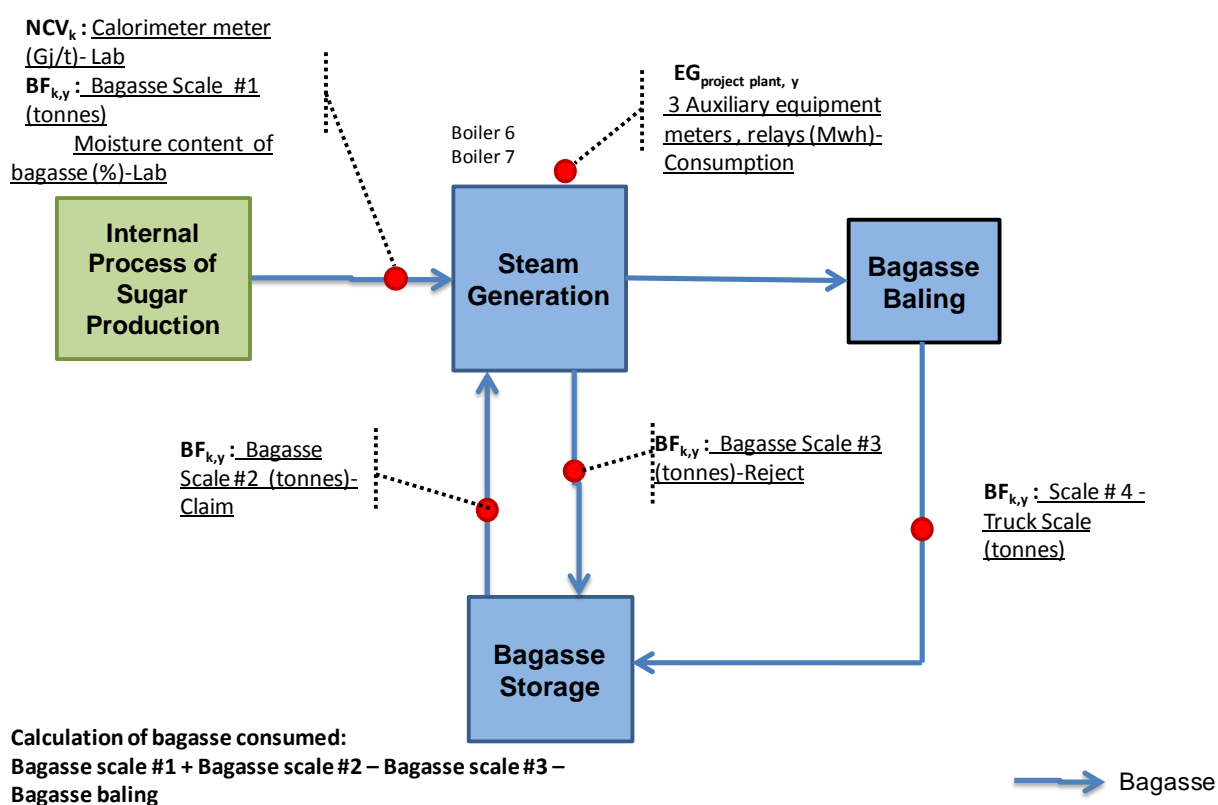 NCVk : Calorimeter meter
(Gj/t)- Lab
BFk,y : Bagasse Scale #1
(tonnes)
Moisture content of
bagasse (%)-Lab
EGproject plant, y
3 Auxiliary equipment
meters , relays (Mwh)-
Consumption
Boiler 6
Boiler 7
Internal
Process of
Sugar
Production
Steam
Generation
Bagasse
Baling
BFk,y : Bagasse
Scale #2 (tonnes)-
Claim
BFk,y : Bagasse Scale #3
(tonnes)-Reject
BFk,y : Scale # 4 -
Truck Scale
(tonnes)
Bagasse
Storage
Calculation of bagasse consumed:
Bagasse scale #1 + Bagasse scale #2 – Bagasse scale #3 –
Bagasse baling
Bagasse